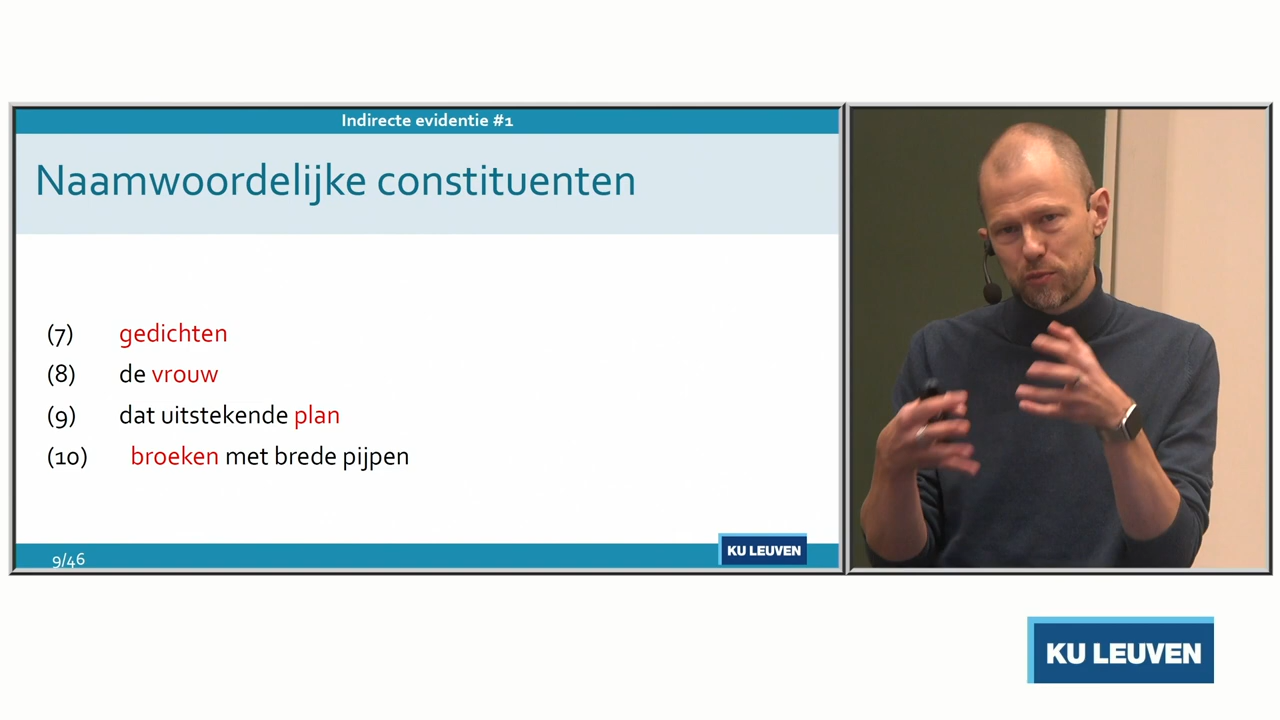 Indirecte evidentie #1
Naamwoordelijke constituenten
(7) gedichten
(8) de vrouw
(9) dat uitstekende plan
(10) broeken met brede pijpen
9/46
KU LEUVEN
KU LEUVEN